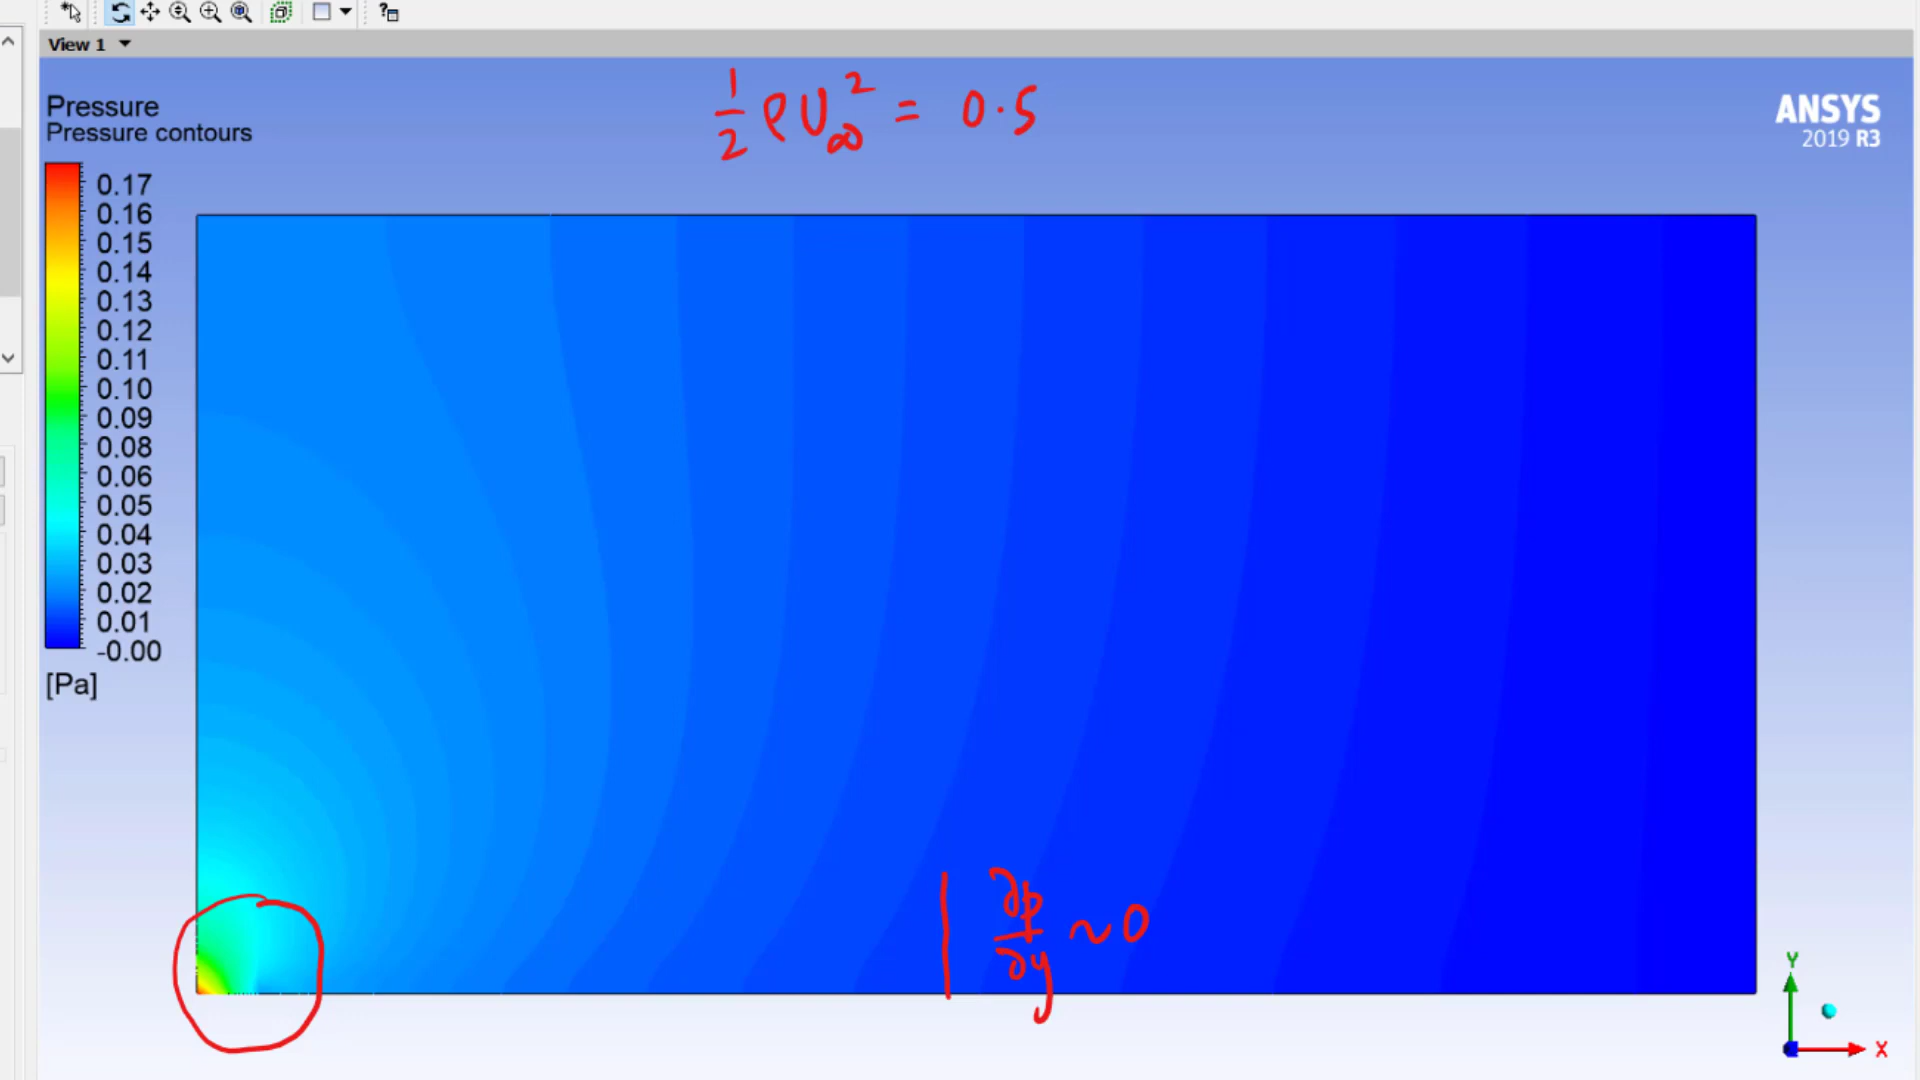 View 1
½ ρU∞² = 0.5
Pressure
Pressure contours
ANSYS
2019 R3
0.17
0.16
0.15
0.14
0.13
0.12
0.11
0.10
0.09
0.08
0.06
0.05
0.04
0.03
0.02
0.01
-0.00
[Pa]
∂p/∂y ~ 0
Y
X